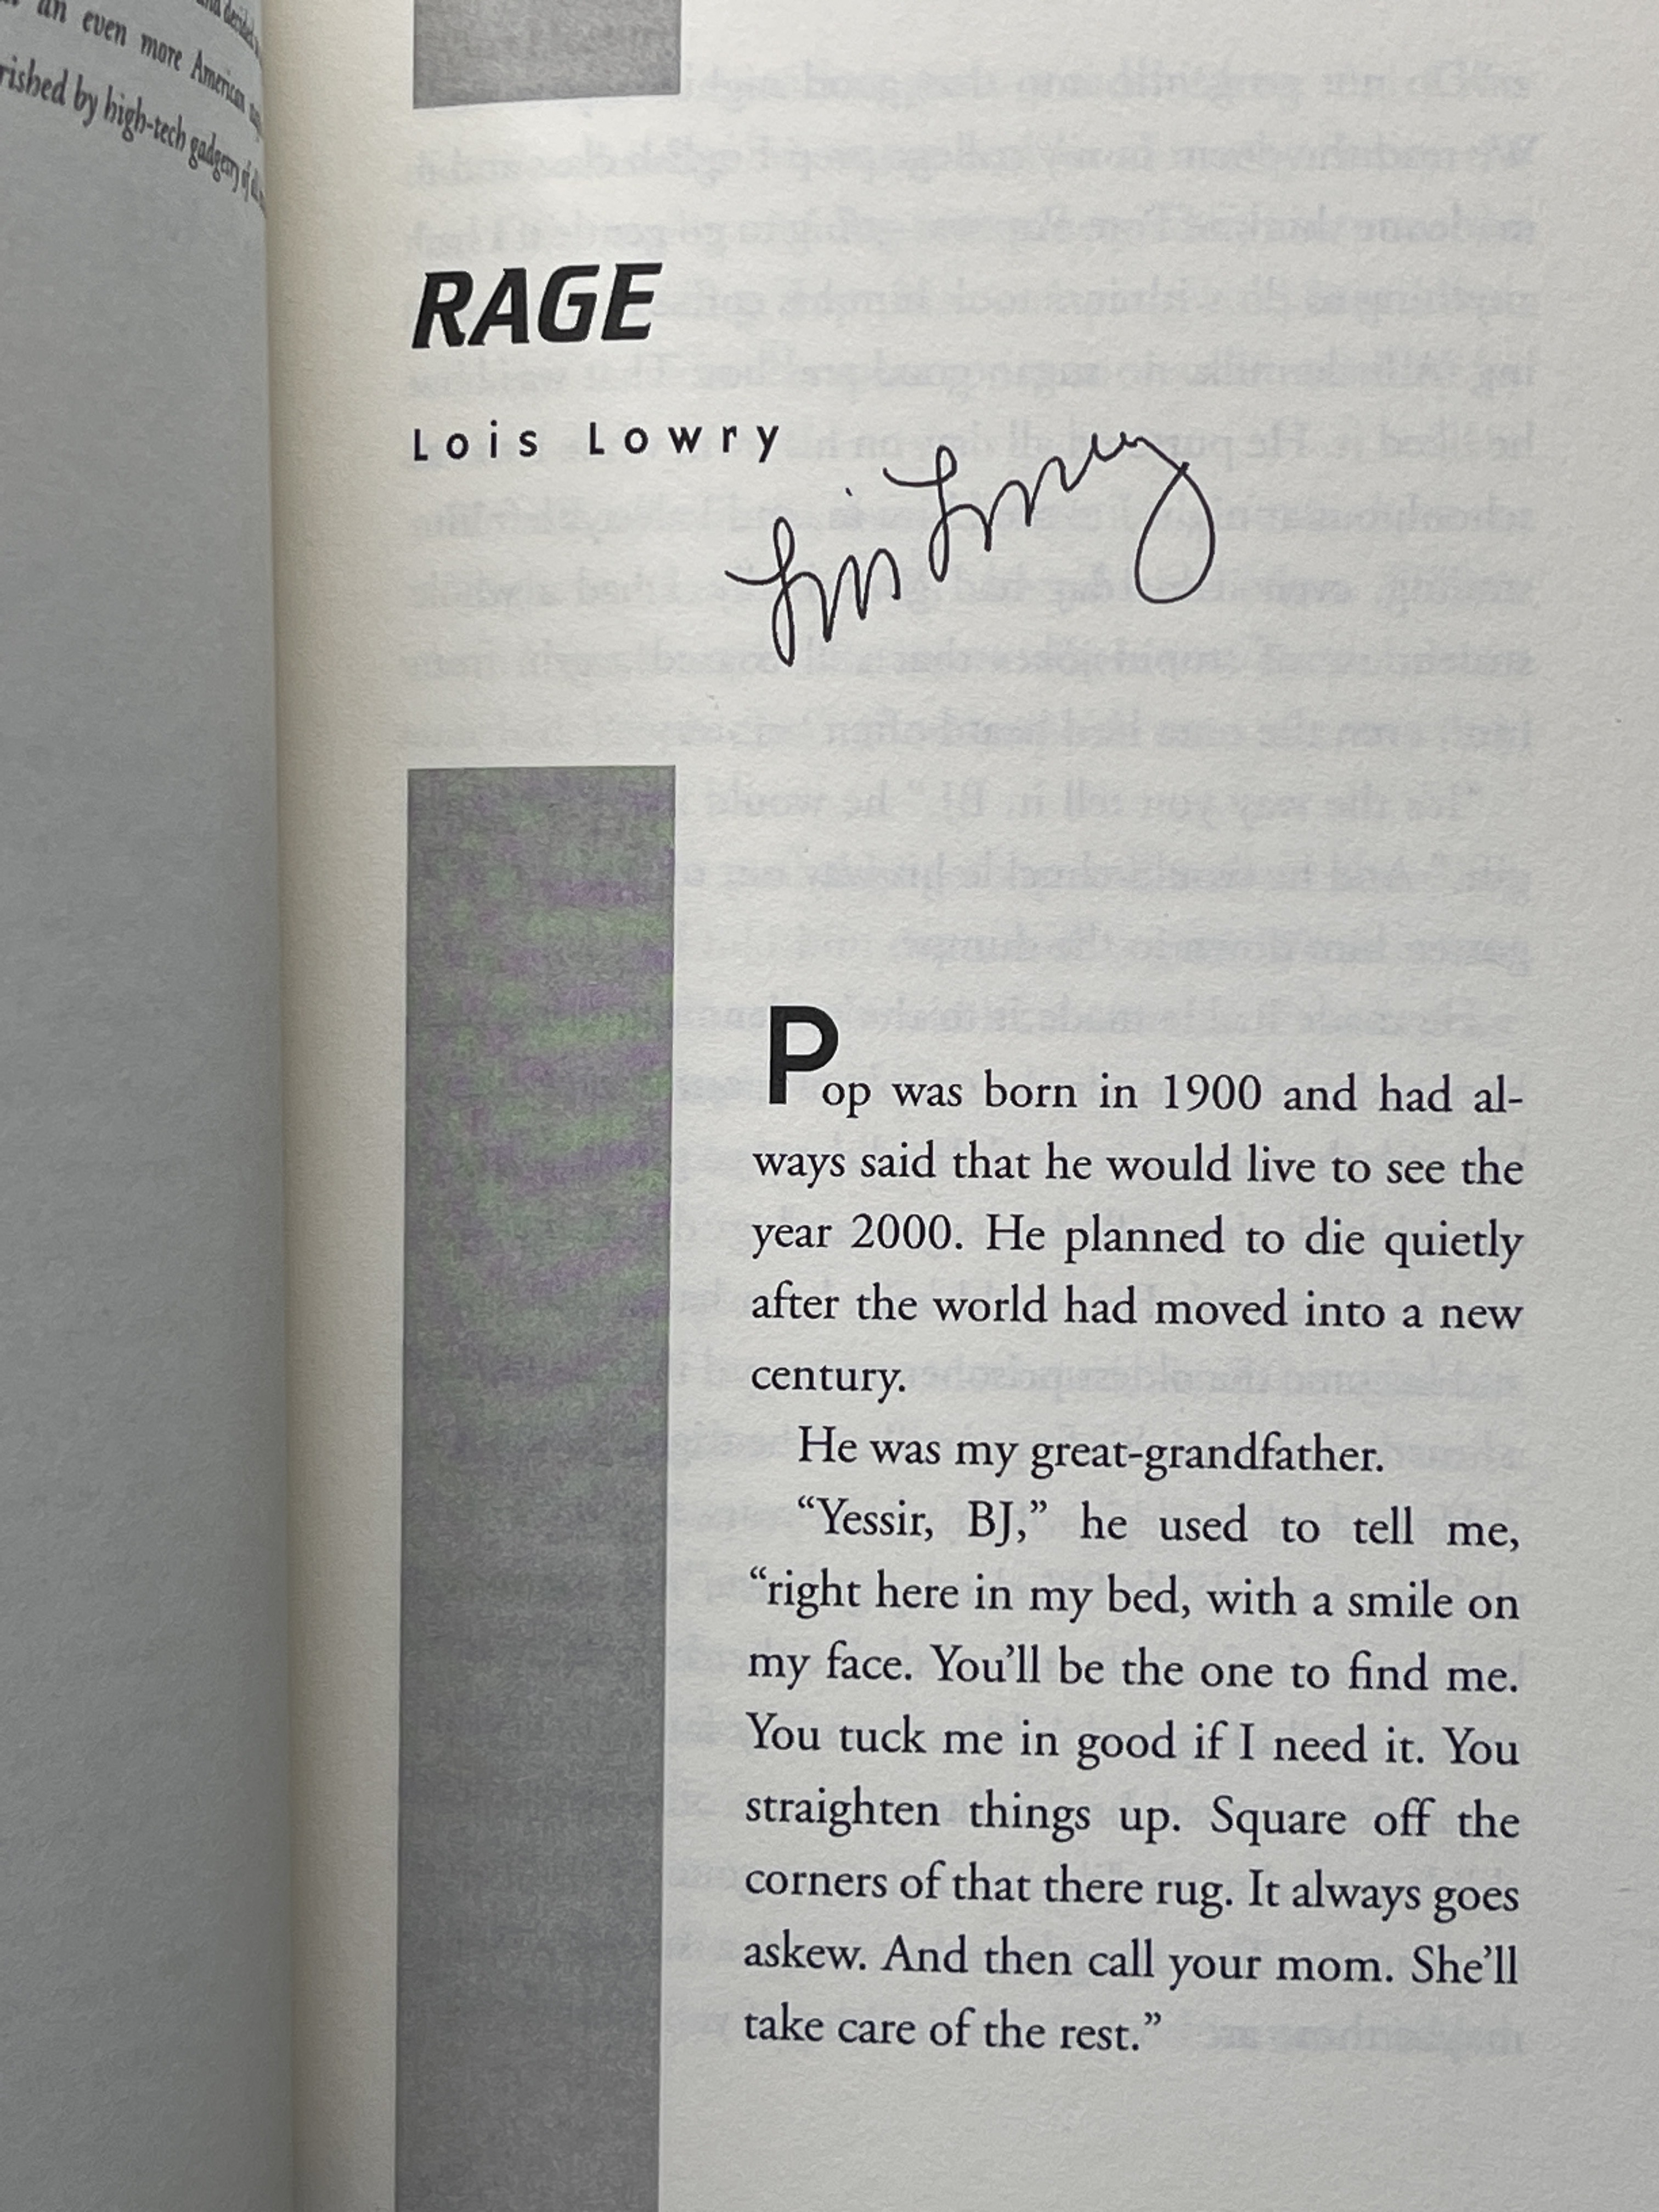 decided
an even more American
rished by high-tech gadgetry of
RAGE
Lois Lowry
Lois Lowry
Pop was born in 1900 and had al-
ways said that he would live to see the
year 2000. He planned to die quietly
after the world had moved into a new
century.
He was my great-grandfather.
“Yessir, BJ,” he used to tell me,
“right here in my bed, with a smile on
my face. You’ll be the one to find me.
You tuck me in good if I need it. You
straighten things up. Square off the
corners of that there rug. It always goes
askew. And then call your mom. She’ll
take care of the rest.”